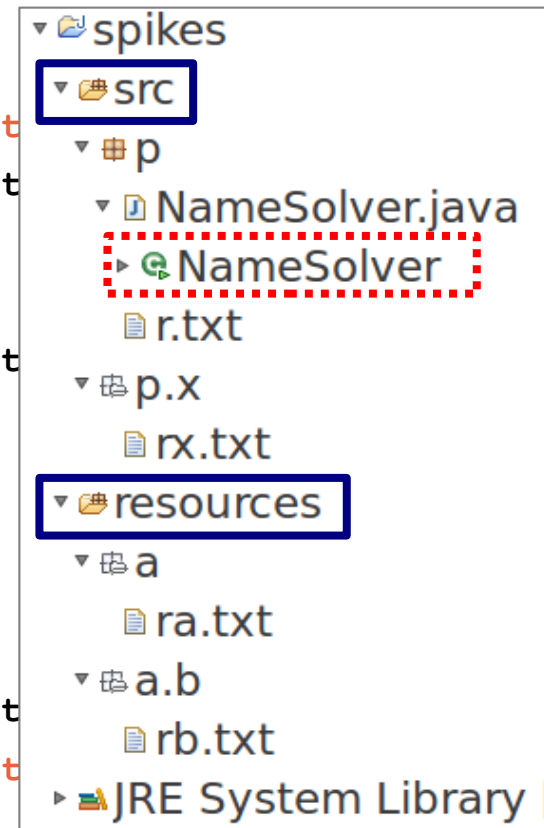 spikes
src
t
p
t
NameSolver.java
NameSolver
r.txt
t
p.x
rx.txt
resources
a
ra.txt
a.b
t
rb.txt
t
JRE System Library